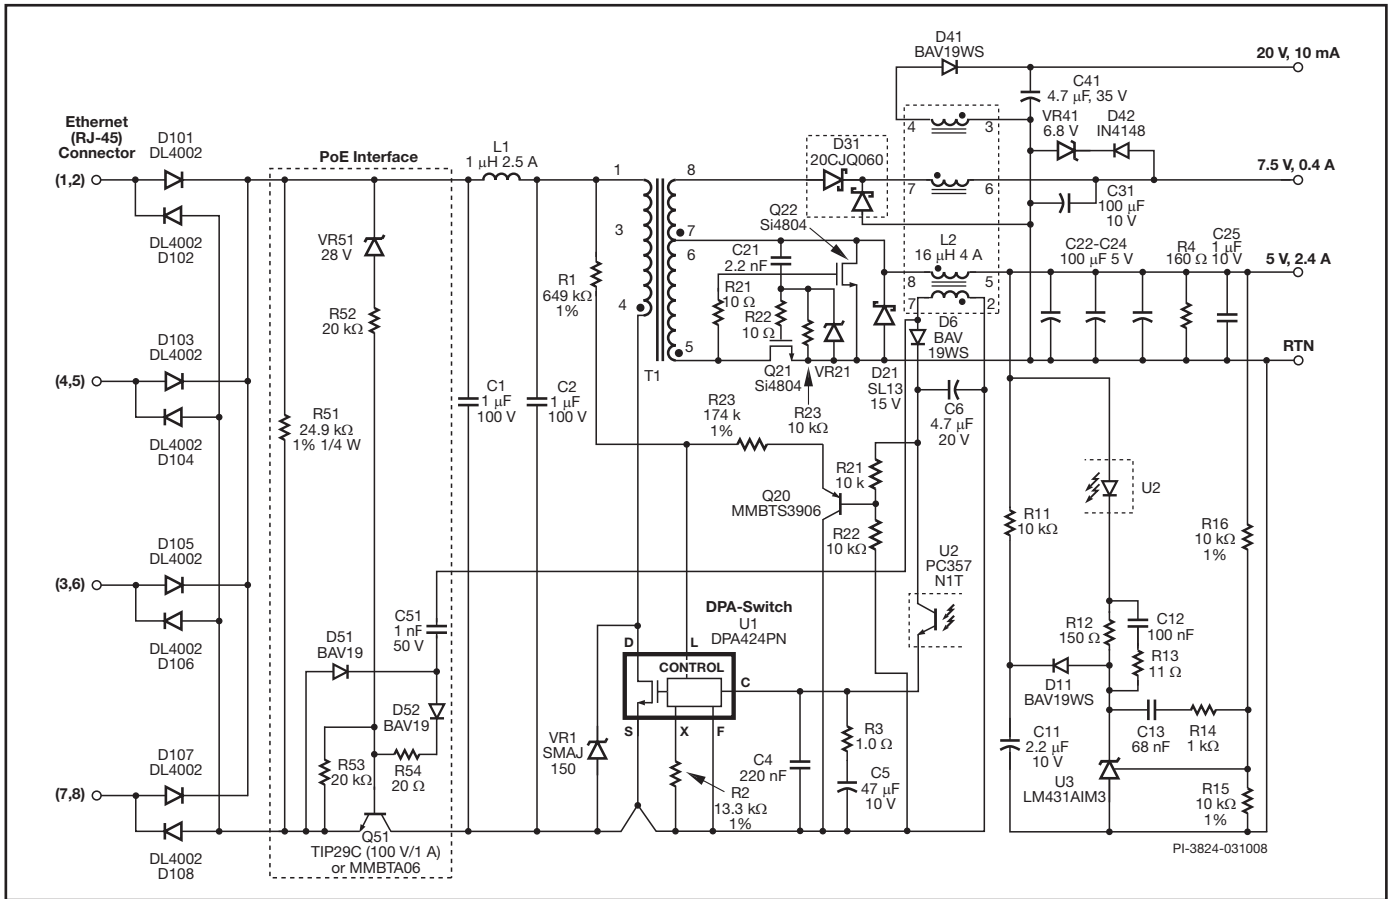 D41
BAV19WS
20 V, 10 mA
C41
4.7 µF, 35 V
Ethernet
(RJ-45)
Connector
D101
DL4002
PoE Interface
L1
1 µH 2.5 A
D31
20CJQ060
4
3
VR41
6.8 V
D42
IN4148
(1,2)
1
8
7
6
7.5 V, 0.4 A
DL4002
D102
VR51
28 V
3
7
6
Q22
Si4804
C31
100 µF
10 V
C21
2.2 nF
L2
16 µH 4 A
C22-C24
100 µF 5 V
R4
160 Ω
C25
1 µF
10 V
5 V, 2.4 A
R1
649 kΩ
1%
R21
10 Ω
8
5
R52
20 kΩ
4
R22
10 Ω
7
2
D103
DL4002
D6
BAV
19WS
RTN
5
(4,5)
T1
Q21
Si4804
VR21
D21
SL13
15 V
DL4002
D104
R51
24.9 kΩ
1% 1/4 W
C1
1 µF
100 V
C2
1 µF
100 V
R23
174 k
1%
R23
10 kΩ
C6
4.7 µF
20 V
Q20
MMBTS3906
R21
10 k
U2
R11
10 kΩ
R22
10 kΩ
R16
10 kΩ
1%
D105
DL4002
U2
PC357
N1T
(3,6)
C51
1 nF
50 V
DPA-Switch
U1
DPA424PN
DL4002
D106
D51
BAV19
D
L
R12
150 Ω
C12
100 nF
CONTROL
R13
11 Ω
C
D52
BAV19
D11
BAV19WS
S
X
F
R3
1.0 Ω
C13
68 nF
R14
1 kΩ
D107
DL4002
VR1
SMAJ
150
C4
220 nF
C11
2.2 µF
10 V
R53
20 kΩ
R54
20 Ω
C5
47 µF
10 V
U3
LM431AIM3
(7,8)
R2
13.3 kΩ
1%
R15
10 kΩ
1%
Q51
TIP29C (100 V/1 A)
or MMBTA06
DL4002
D108
PI-3824-031008